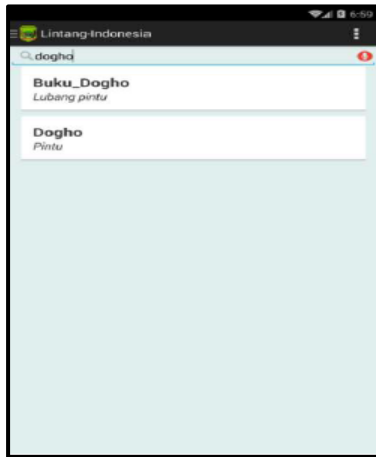 6:59
Lintang-Indonesia
dogho
Buku_Dogho
Lubang pintu
Dogho
Pintu